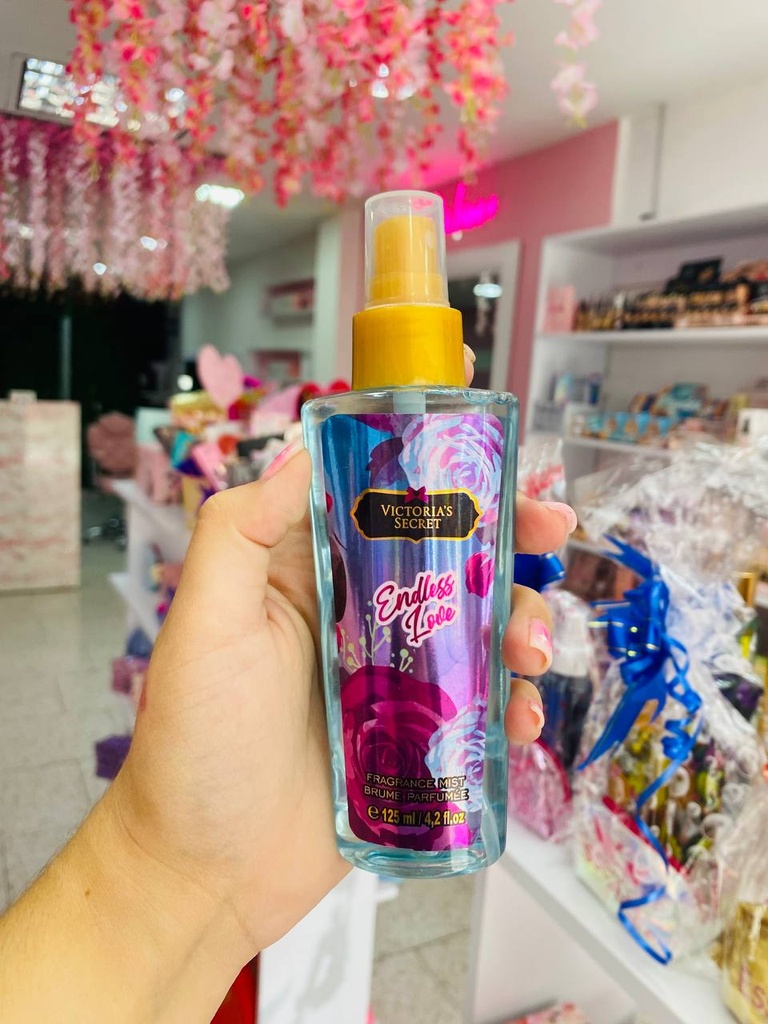 VICTORIA'S
SECRET
Endless
Love
FRAGRANCE MIST
BRUME PARFUMÉE
e 125 ml / 4,2 fl.oz